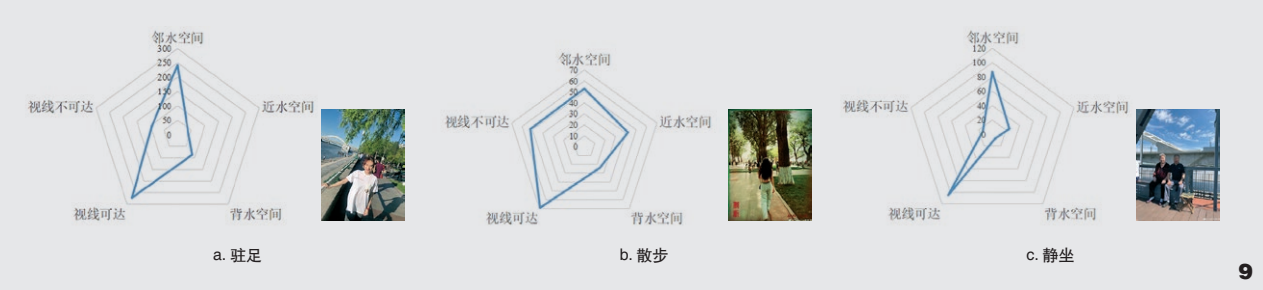 邻水空间
300
250
200
150
100
50
0
视线不可达
近水空间
视线可达
背水空间
a. 驻足
邻水空间
70
60
50
40
30
20
10
0
视线不可达
近水空间
视线可达
背水空间
b. 散步
邻水空间
120
100
80
60
40
20
0
视线不可达
近水空间
视线可达
背水空间
c. 静坐
9